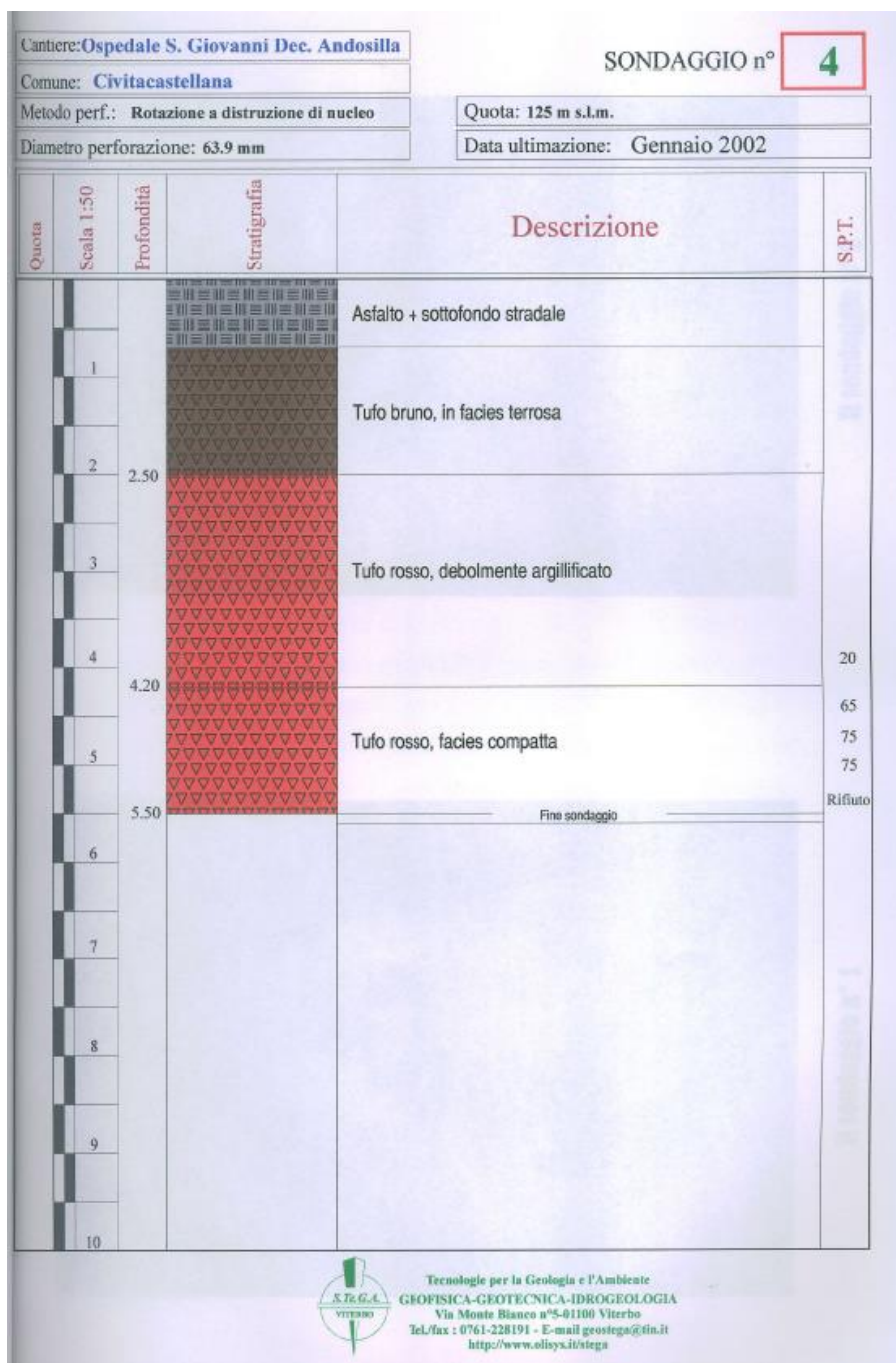 Cantiere:Ospedale S. Giovanni Dec. Andosilla
Comune: Civitacastellana
SONDAGGIO n° 4
Metodo perf.: Rotazione a distruzione di nucleo
Quota: 125 m s.l.m.
Diametro perforazione: 63.9 mm
Data ultimazione: Gennaio 2002
Quota
Scala 1:50
Profondità
Stratigrafia
Descrizione
S.P.T.
Asfalto + sottofondo stradale
1
Tufo bruno, in facies terrosa
2
2.50
3
Tufo rosso, debolmente argillificato
4
20
4.20
65
Tufo rosso, facies compatta
75
5
75
Rifiuto
5.50
Fine sondaggio
6
7
8
9
10
S.Te.G.A.
VITERBO
Tecnologie per la Geologia e l'Ambiente
GEOFISICA-GEOTECNICA-IDROGEOLOGIA
Via Monte Bianco n°5-01100 Viterbo
Tel./fax : 0761-228191 - E-mail geostega@tin.it
http://www.olisys.it/stega